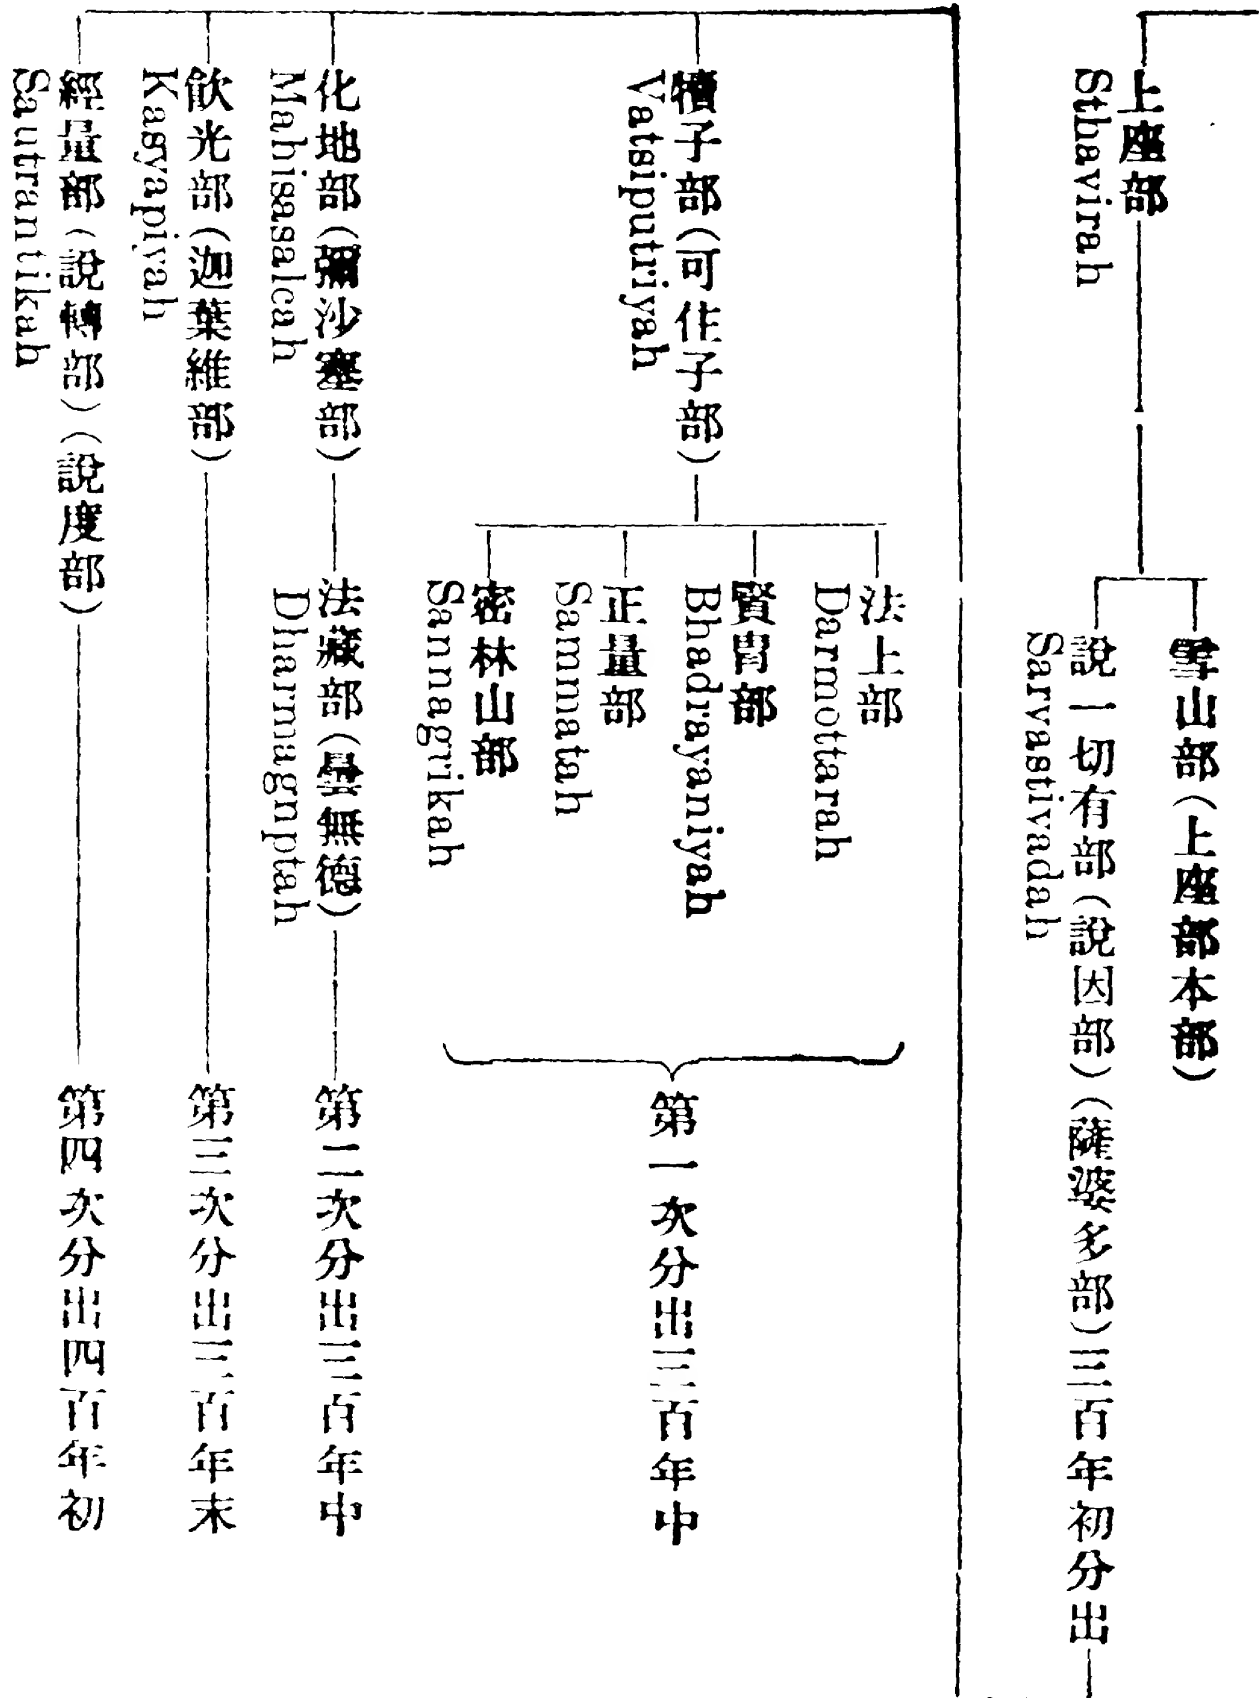 上座部
Sthavirah
雪山部(上座部本部)
說一切有部(說因部)(薩婆多部)三百年初分出
Sarvastivadah
犢子部(可住子部)
Vatsiputriyah
法上部
Darmottarah
賢冑部
Bhadrayaniyah
正量部
Sammatah
密林山部
Sannagrikah
第一次分出三百年中
化地部(彌沙塞部)
Mahisasalcah
法藏部(曇無德)
Dharmagnptah
第二次分出三百年中
飲光部(迦葉維部)
Kasyapiyah
第三次分出三百年末
經量部(說轉部)(說度部)
Sautrantikah
第四次分出四百年初